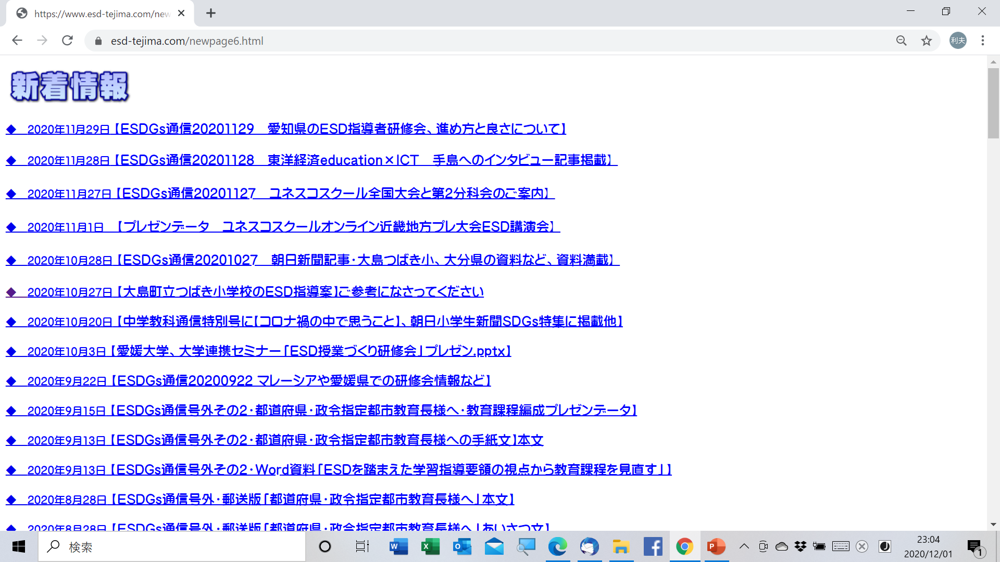 https://www.esd-tejima.com/new
esd-tejima.com/newpage6.html
利夫
新着情報
◆　2020年11月29日【ESDGs通信20201129　愛知県のESD指導者研修会、進め方と良さについて】
◆　2020年11月28日【ESDGs通信20201128　東洋経済education×ICT　手島へのインタビュー記事掲載】
◆　2020年11月27日【ESDGs通信20201127　ユネスコスクール全国大会と第2分科会のご案内】
◆　2020年11月1日　【プレゼンデータ　ユネスコスクールオンライン近畿地方プレ大会ESD講演会】
◆　2020年10月28日【ESDGs通信20201027　朝日新聞記事・大島つばき小、大分県の資料など、資料満載】
◆　2020年10月27日【大島町立つばき小学校のESD指導案】ご参考になさってください
◆　2020年10月20日【中学教科通信特別号に【コロナ禍の中で思うこと】、朝日小学生新聞SDGs特集に掲載他】
◆　2020年10月3日【愛媛大学、大学連携セミナー「ESD授業づくり研修会」プレゼン.pptx】
◆　2020年9月22日【ESDGs通信20200922 マレーシアや愛媛県での研修会情報など】
◆　2020年9月15日【ESDGs通信号外その2・都道府県・政令指定都市教育長様へ・教育課程編成プレゼンデータ】
◆　2020年9月13日【ESDGs通信号外その2・都道府県・政令指定都市教育長様への手紙文】本文
◆　2020年9月13日【ESDGs通信号外その2・Word資料「ESDを踏まえた学習指導要領の視点から教育課程を見直す」】
◆　2020年8月28日【ESDGs通信号外・郵送版「都道府県・政令指定都市教育長様へ」本文】
◆　2020年8月28日【ESDGs通信号外・郵送版「都道府県・政令指定都市教育長様へ」あいさつ文】
検索
23:04
2020/12/01
1